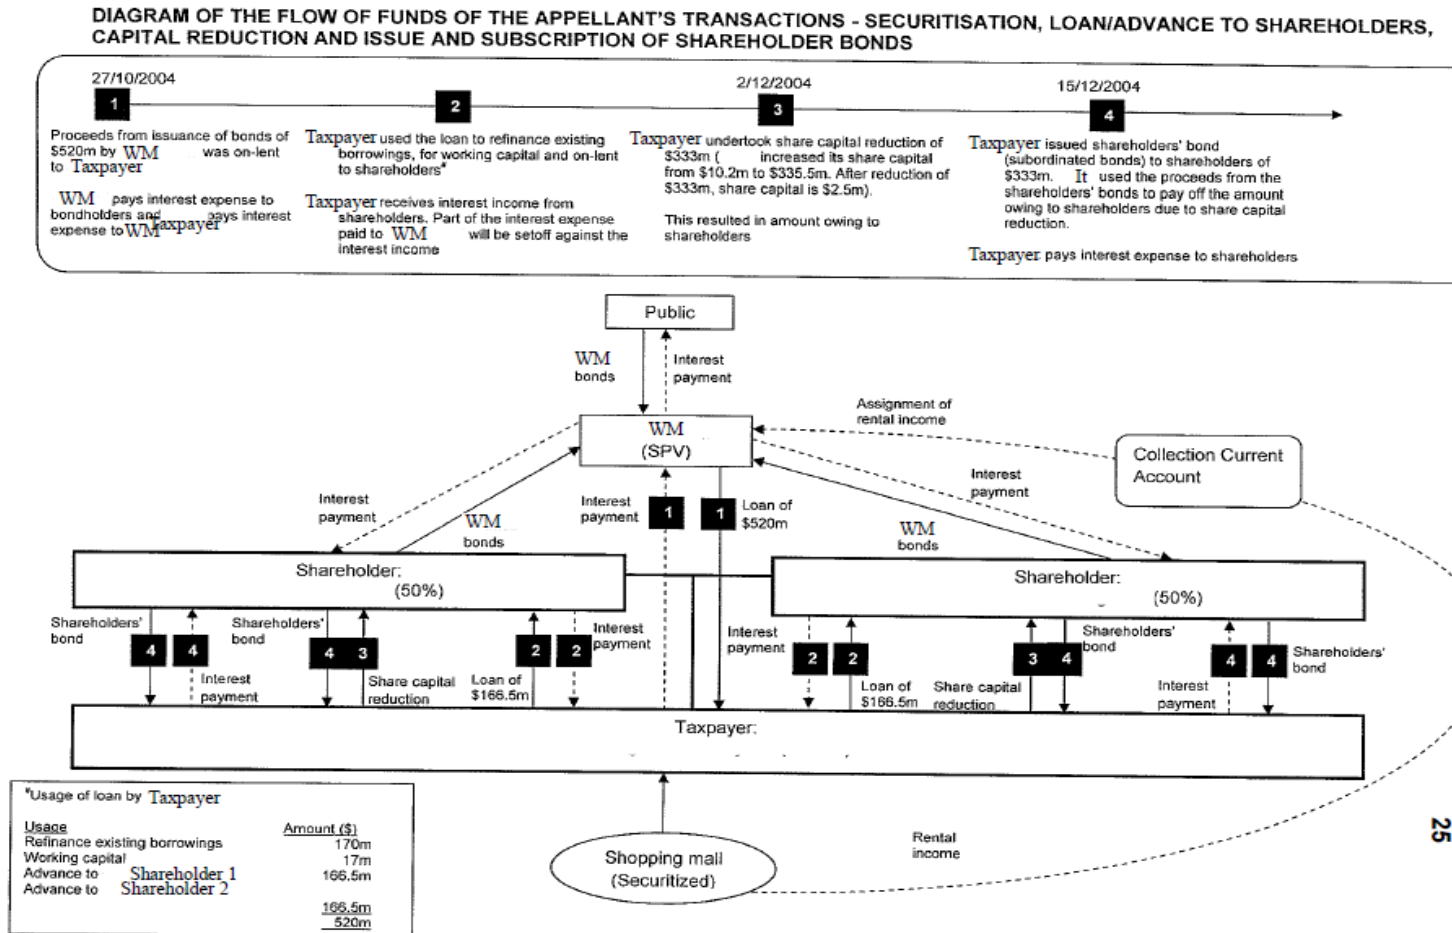 DIAGRAM OF THE FLOW OF FUNDS OF THE APPELLANT'S TRANSACTIONS - SECURITISATION, LOAN/ADVANCE TO SHAREHOLDERS,
CAPITAL REDUCTION AND ISSUE AND SUBSCRIPTION OF SHAREHOLDER BONDS
27/10/2004
1
Proceeds from issuance of bonds of
$520m by WM was on-lent
to Taxpayer
WM pays interest expense to
bondholders and Taxpayer pays interest
expense to WM
2
Taxpayer used the loan to refinance existing
borrowings, for working capital and on-lent
to shareholders#
Taxpayer receives interest income from
shareholders. Part of the interest expense
paid to WM will be setoff against the
interest income
2/12/2004
3
Taxpayer undertook share capital reduction of
$333m ( increased its share capital
from $10.2m to $335.5m. After reduction of
$333m, share capital is $2.5m).
This resulted in amount owing to
shareholders
15/12/2004
4
Taxpayer issued shareholders' bond
(subordinated bonds) to shareholders of
$333m. It used the proceeds from the
shareholders' bonds to pay off the amount
owing to shareholders due to share capital
reduction.
Taxpayer pays interest expense to shareholders
Public
WM
bonds
Interest
payment
Assignment of
rental income
WM
(SPV)
Collection Current
Account
Interest
payment
WM
bonds
Interest
payment
1
1
Loan of
$520m
Interest
payment
WM
bonds
Shareholder:
(50%)
Shareholder:
(50%)
Shareholders'
bond
4
4
Interest
payment
Shareholders'
bond
4
3
Share capital
reduction
Loan of
$166.5m
2
2
Interest
payment
Interest
payment
2
2
Loan of
$166.5m
Share capital
reduction
3
4
Shareholders'
bond
Interest
payment
4
4
Shareholders'
bond
Taxpayer:
#Usage of loan by Taxpayer
Usage Amount ($)
Refinance existing borrowings 170m
Working capital 17m
Advance to Shareholder 1 166.5m
Advance to Shareholder 2
166.5m
520m
Shopping mall
(Securitized)
Rental
income
25